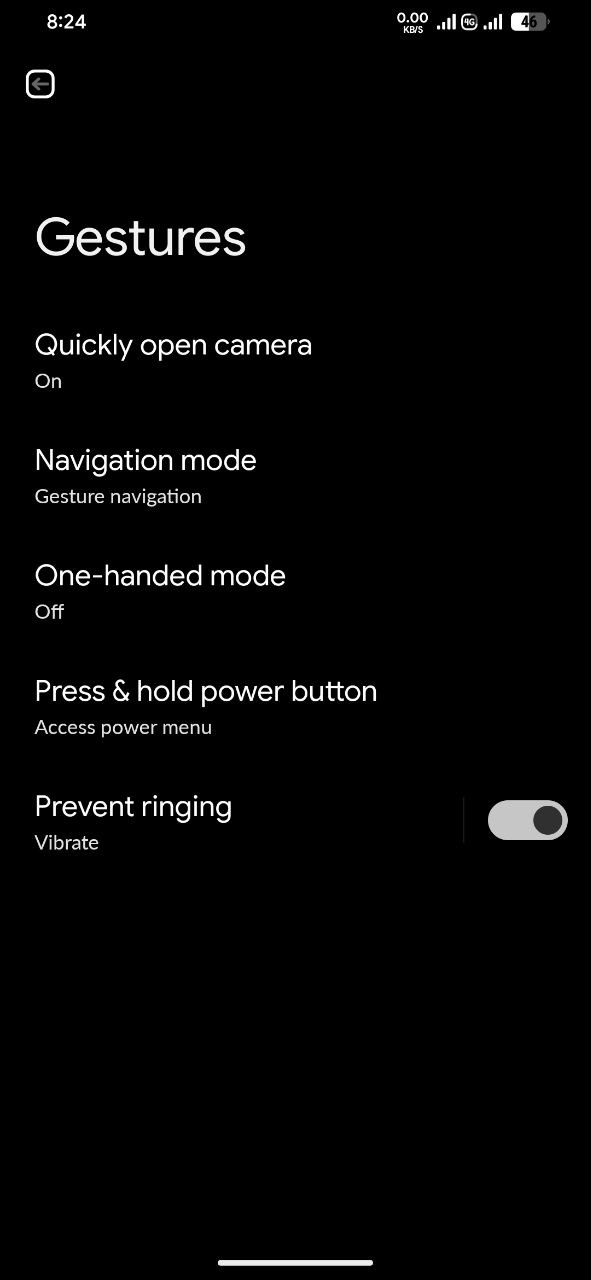 8:24
0.00
KB/S
4G
46
Gestures
Quickly open camera
On
Navigation mode
Gesture navigation
One-handed mode
Off
Press & hold power button
Access power menu
Prevent ringing
Vibrate